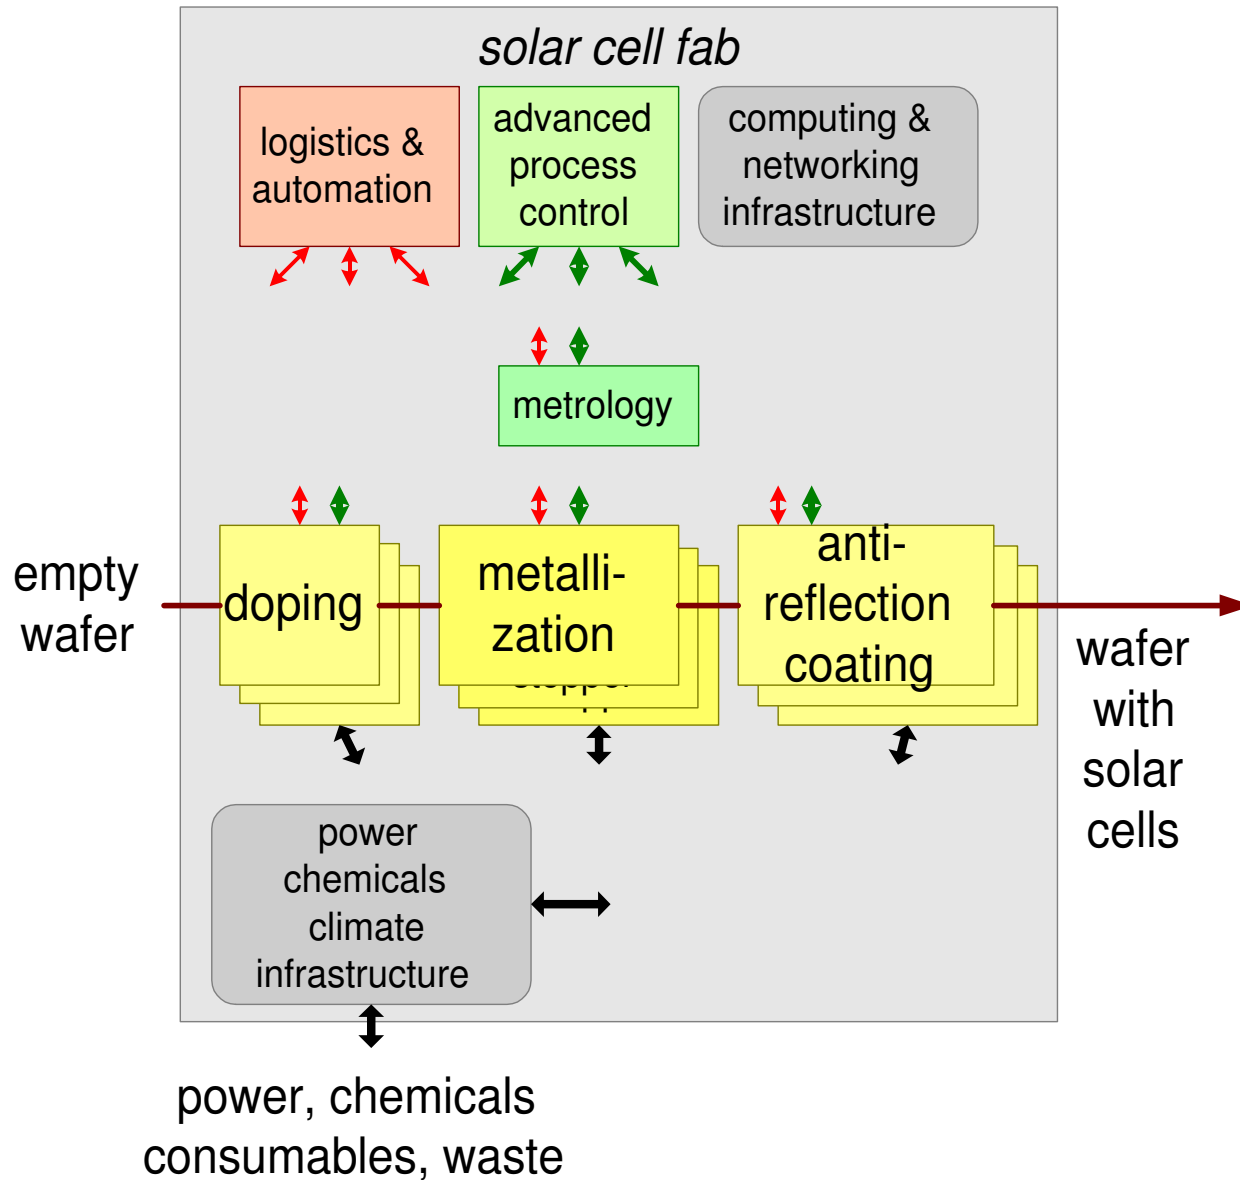 solar cell fab
logistics &
automation
advanced
process
control
computing &
networking
infrastructure
metrology
empty
wafer
doping
metalli-
zation
anti-
reflection
coating
wafer
with
solar
cells
power
chemicals
climate
infrastructure
power, chemicals
consumables, waste